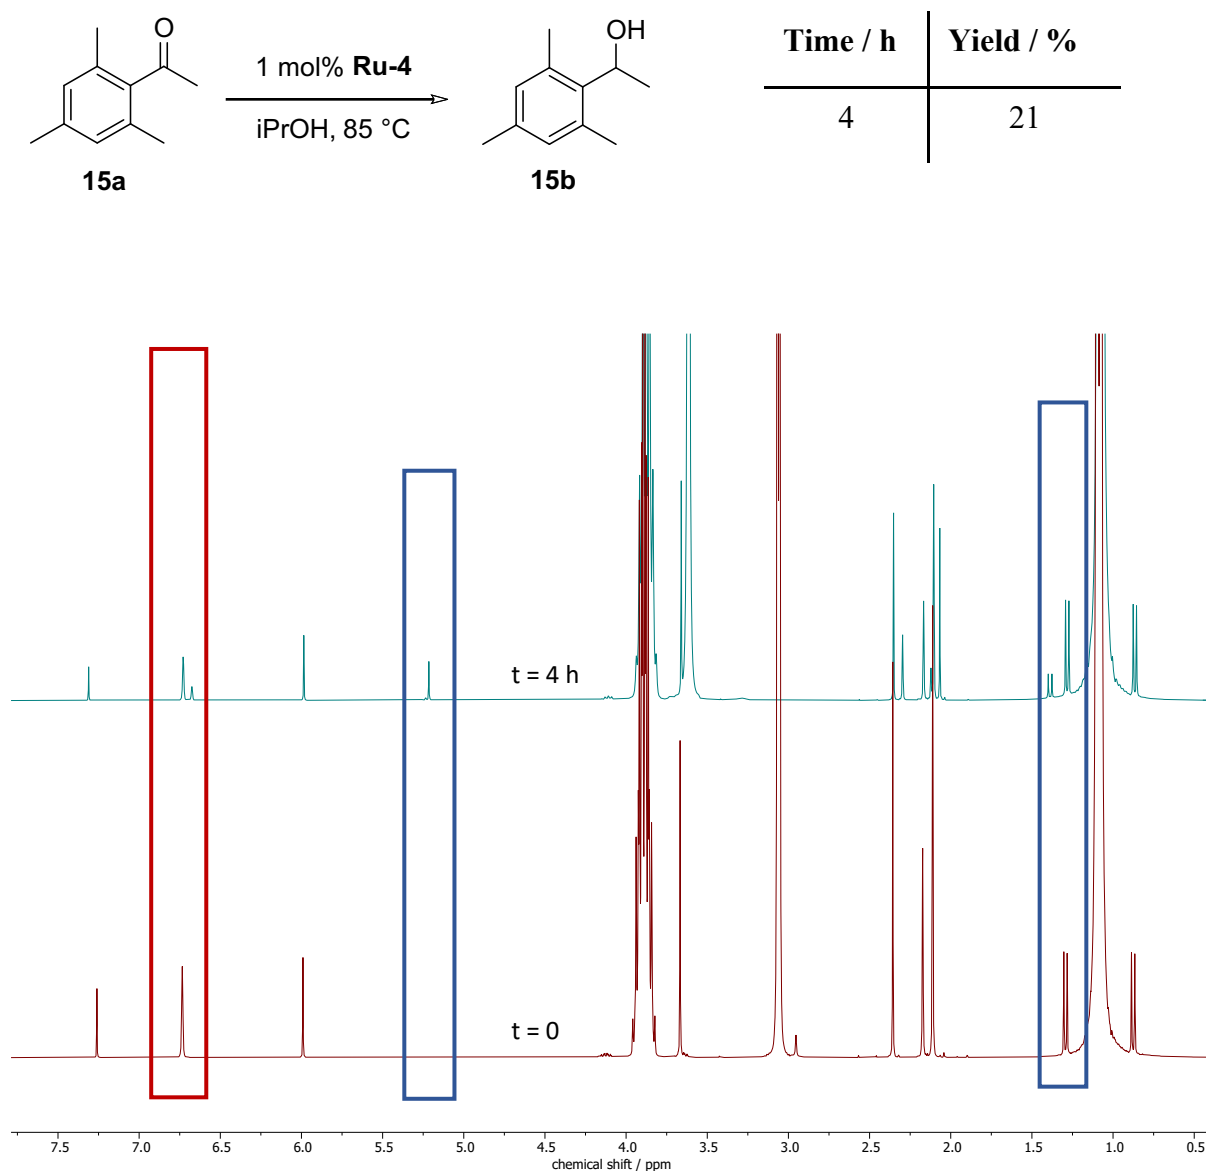 O
OH
1 mol% Ru-4
iPrOH, 85 °C
15a
15b
Time / h Yield / %
4 21
t = 4 h
t = 0
7.5 7.0 6.5 6.0 5.5 5.0 4.5 4.0 3.5 3.0 2.5 2.0 1.5 1.0 0.5
chemical shift / ppm